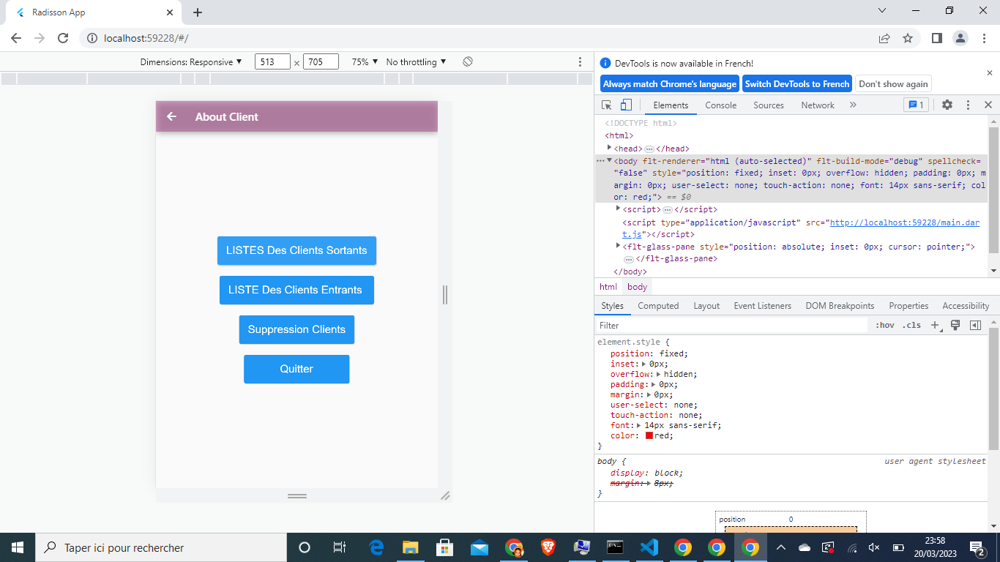 Radisson App
localhost:59228/#/
Dimensions: Responsive ▼ 513 × 705 75% ▼ No throttling ▼
DevTools is now available in French!
Always match Chrome's language Switch DevTools to French Don't show again
Elements Console Sources Network » 1
About Client
LISTES Des Clients Sortants
LISTE Des Clients Entrants
Suppression Clients
Quitter
<!DOCTYPE html>
<html>
<head>…</head>
<body flt-renderer="html (auto-selected)" flt-build-mode="debug" spellcheck=
"false" style="position: fixed; inset: 0px; overflow: hidden; padding: 0px; m
argin: 0px; user-select: none; touch-action: none; font: 14px sans-serif; col
or: red;"> == $0
<script>…</script>
<script type="application/javascript" src="http://localhost:59228/main.dar
t.js"></script>
<flt-glass-pane style="position: absolute; inset: 0px; cursor: pointer;">
…</flt-glass-pane>
</body>
html body
Styles Computed Layout Event Listeners DOM Breakpoints Properties Accessibility
Filter :hov .cls
element.style {
position: fixed;
inset: 0px;
overflow: hidden;
padding: 0px;
margin: 0px;
user-select: none;
touch-action: none;
font: 14px sans-serif;
color: red;
}
body { user agent stylesheet
display: block;
margin: 8px;
}
position 0
Taper ici pour rechercher
23:58
20/03/2023
2